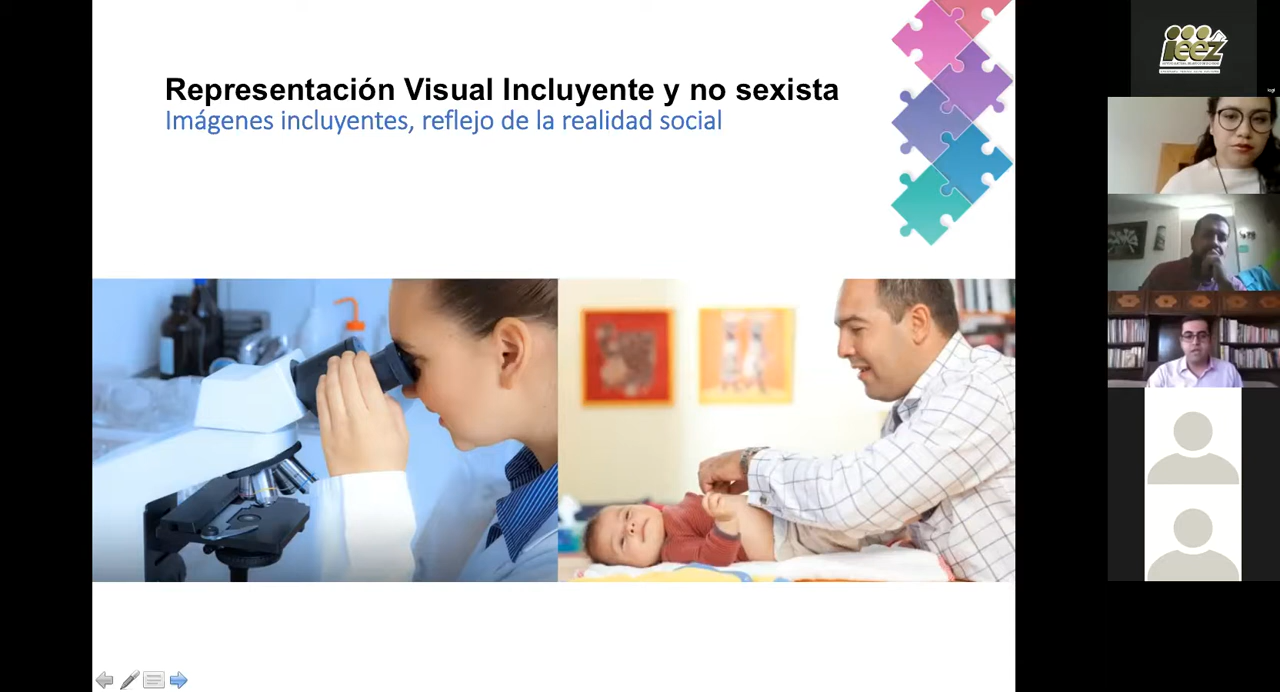 Representación Visual Incluyente y no sexista
Imágenes incluyentes, reflejo de la realidad social
ieez